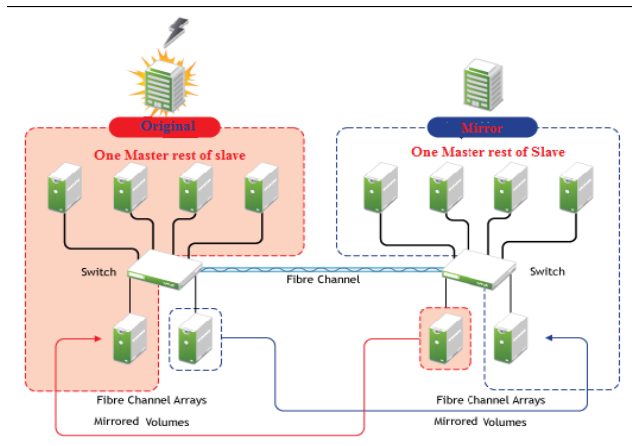 Original
Mirror
One Master rest of slave
One Master rest of Slave
Switch
Fibre Channel
Switch
Fibre Channel Arrays
Fibre Channel Arrays
Mirrored Volumes
Mirrored Volumes